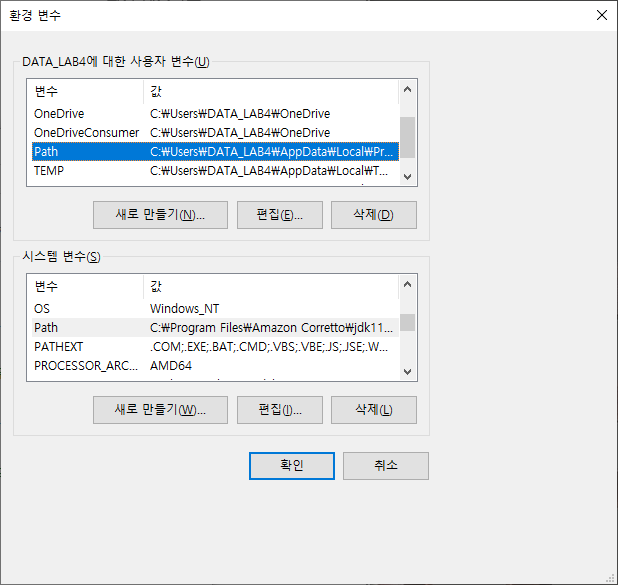 환경 변수
DATA_LAB4에 대한 사용자 변수(U)
변수 값
OneDrive C:₩Users₩DATA_LAB4₩OneDrive
OneDriveConsumer C:₩Users₩DATA_LAB4₩OneDrive
Path C:₩Users₩DATA_LAB4₩AppData₩Local₩Pr...
TEMP C:₩Users₩DATA_LAB4₩AppData₩Local₩T...
새로 만들기(N)... 편집(E)... 삭제(D)
시스템 변수(S)
변수 값
OS Windows_NT
Path C:₩Program Files₩Amazon Corretto₩jdk11...
PATHEXT .COM;.EXE;.BAT;.CMD;.VBS;.VBE;.JS;.JSE;.W...
PROCESSOR_ARC... AMD64
새로 만들기(W)... 편집(I)... 삭제(L)
확인 취소